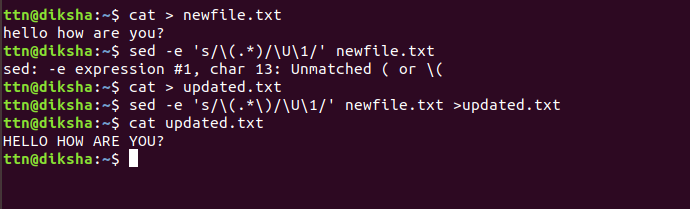 ttn@diksha:~$ cat > newfile.txt
hello how are you?
ttn@diksha:~$ sed -e 's/\(.*)/\U\1/' newfile.txt
sed: -e expression #1, char 13: Unmatched ( or \(
ttn@diksha:~$ cat > updated.txt
ttn@diksha:~$ sed -e 's/\(.*\)/\U\1/' newfile.txt >updated.txt
ttn@diksha:~$ cat updated.txt
HELLO HOW ARE YOU?
ttn@diksha:~$